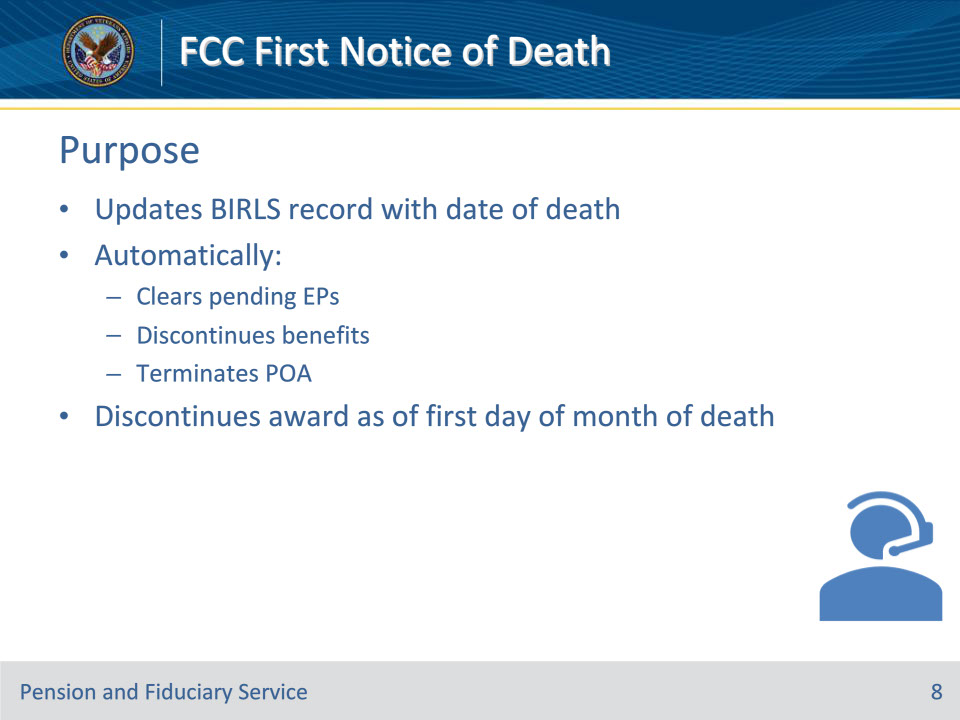 FCC First Notice of Death
Purpose
• Updates BIRLS record with date of death
• Automatically:
– Clears pending EPs
– Discontinues benefits
– Terminates POA
• Discontinues award as of first day of month of death
Pension and Fiduciary Service
8